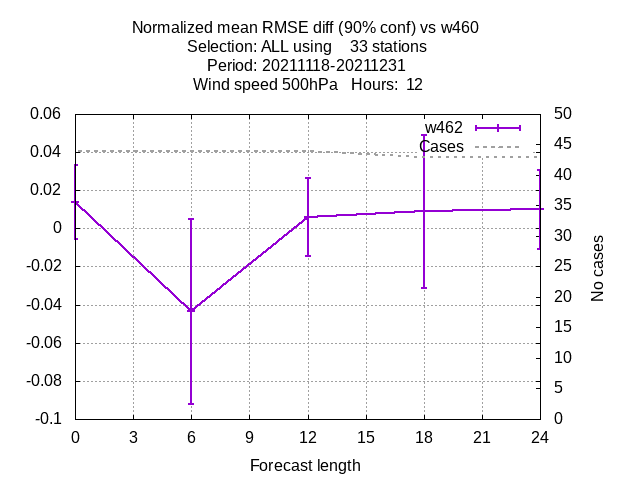 Normalized mean RMSE diff (90% conf) vs w460
Selection: ALL using    33 stations
Period: 20211118-20211231
Wind speed 500hPa   Hours:  12
w462
Cases
0.06
0.04
0.02
0
-0.02
-0.04
-0.06
-0.08
-0.1
50
45
40
35
30
25
20
15
10
5
0
No cases
0 3 6 9 12 15 18 21 24
Forecast length